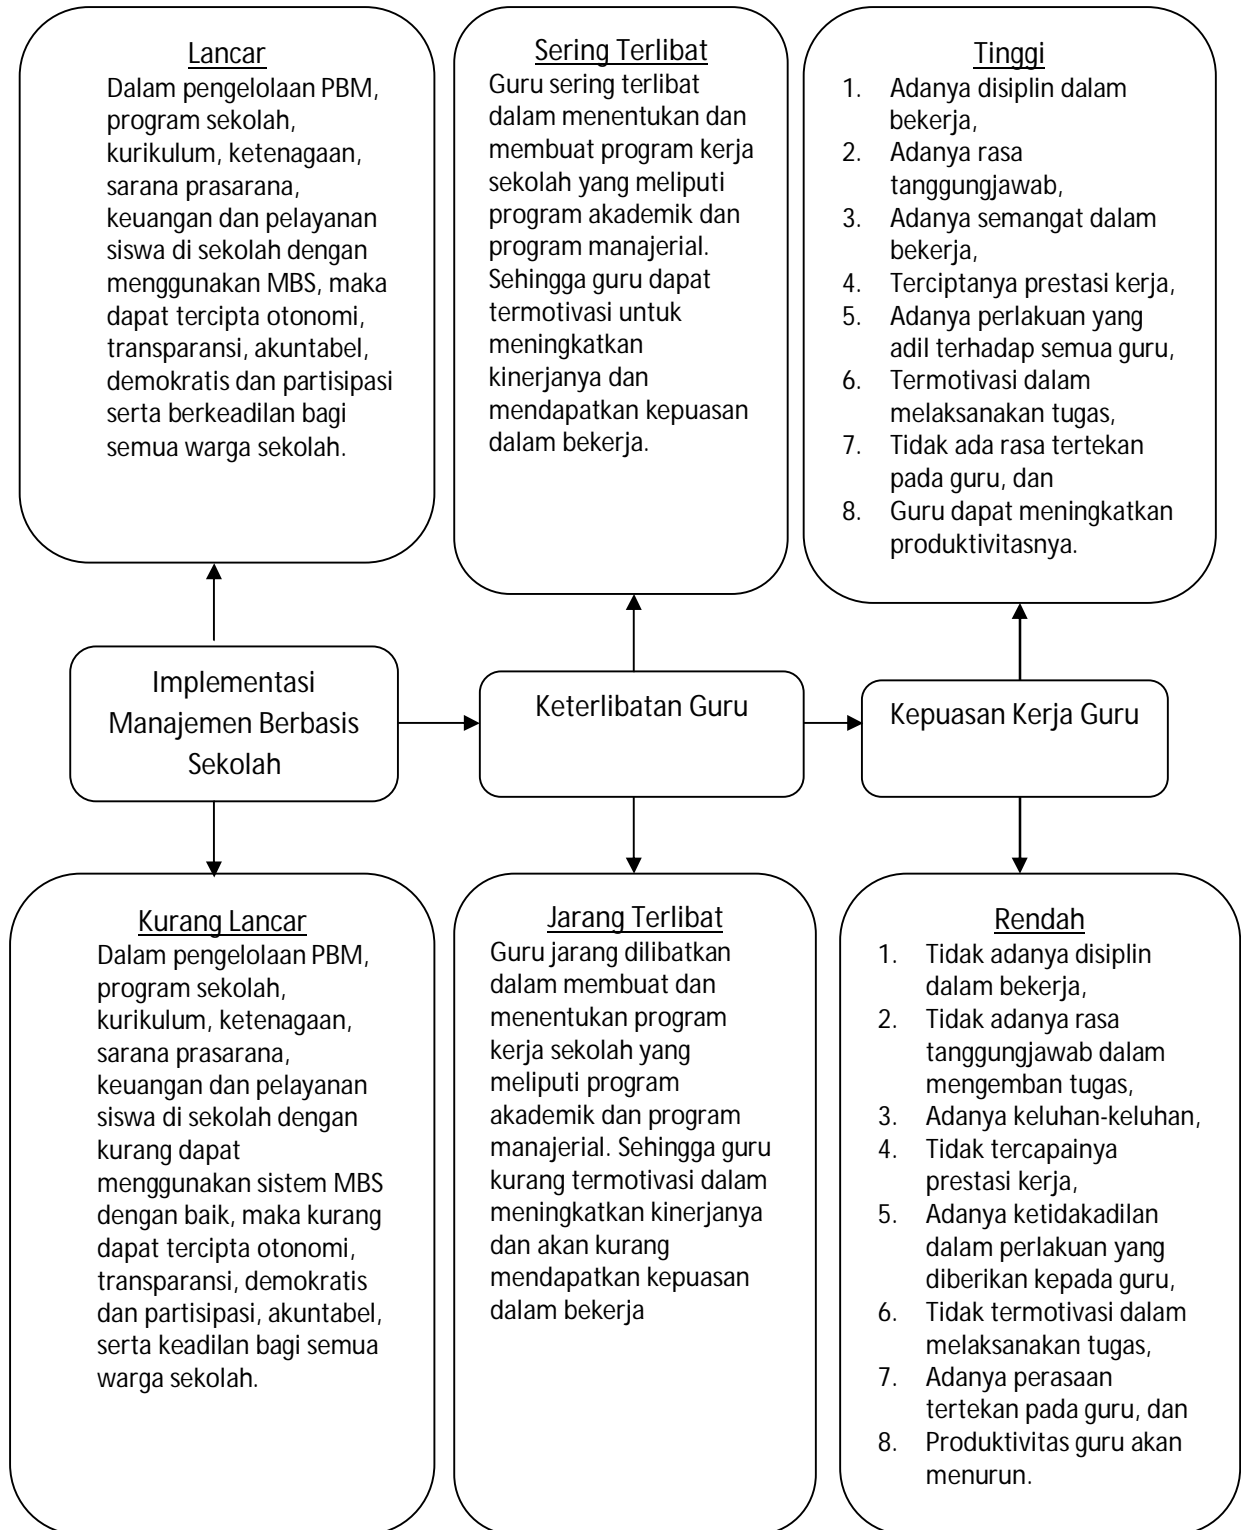 Lancar
Dalam pengelolaan PBM,
program sekolah,
kurikulum, ketenagaan,
sarana prasarana,
keuangan dan pelayanan
siswa di sekolah dengan
menggunakan MBS, maka
dapat tercipta otonomi,
transparansi, akuntabel,
demokratis dan partisipasi
serta berkeadilan bagi
semua warga sekolah.
Sering Terlibat
Guru sering terlibat
dalam menentukan dan
membuat program kerja
sekolah yang meliputi
program akademik dan
program manajerial.
Sehingga guru dapat
termotivasi untuk
meningkatkan
kinerjanya dan
mendapatkan kepuasan
dalam bekerja.
Tinggi
1. Adanya disiplin dalam
bekerja,
2. Adanya rasa
tanggungjawab,
3. Adanya semangat dalam
bekerja,
4. Terciptanya prestasi kerja,
5. Adanya perlakuan yang
adil terhadap semua guru,
6. Termotivasi dalam
melaksanakan tugas,
7. Tidak ada rasa tertekan
pada guru, dan
8. Guru dapat meningkatkan
produktivitasnya.
Implementasi
Manajemen Berbasis
Sekolah
Keterlibatan Guru
Kepuasan Kerja Guru
Kurang Lancar
Dalam pengelolaan PBM,
program sekolah,
kurikulum, ketenagaan,
sarana prasarana,
keuangan dan pelayanan
siswa di sekolah dengan
kurang dapat
menggunakan sistem MBS
dengan baik, maka kurang
dapat tercipta otonomi,
transparansi, demokratis
dan partisipasi, akuntabel,
serta keadilan bagi semua
warga sekolah.
Jarang Terlibat
Guru jarang dilibatkan
dalam membuat dan
menentukan program
kerja sekolah yang
meliputi program
akademik dan program
manajerial. Sehingga guru
kurang termotivasi dalam
meningkatkan kinerjanya
dan akan kurang
mendapatkan kepuasan
dalam bekerja
Rendah
1. Tidak adanya disiplin
dalam bekerja,
2. Tidak adanya rasa
tanggungjawab dalam
mengemban tugas,
3. Adanya keluhan-keluhan,
4. Tidak tercapainya
prestasi kerja,
5. Adanya ketidakadilan
dalam perlakuan yang
diberikan kepada guru,
6. Tidak termotivasi dalam
melaksanakan tugas,
7. Adanya perasaan
tertekan pada guru, dan
8. Produktivitas guru akan
menurun.